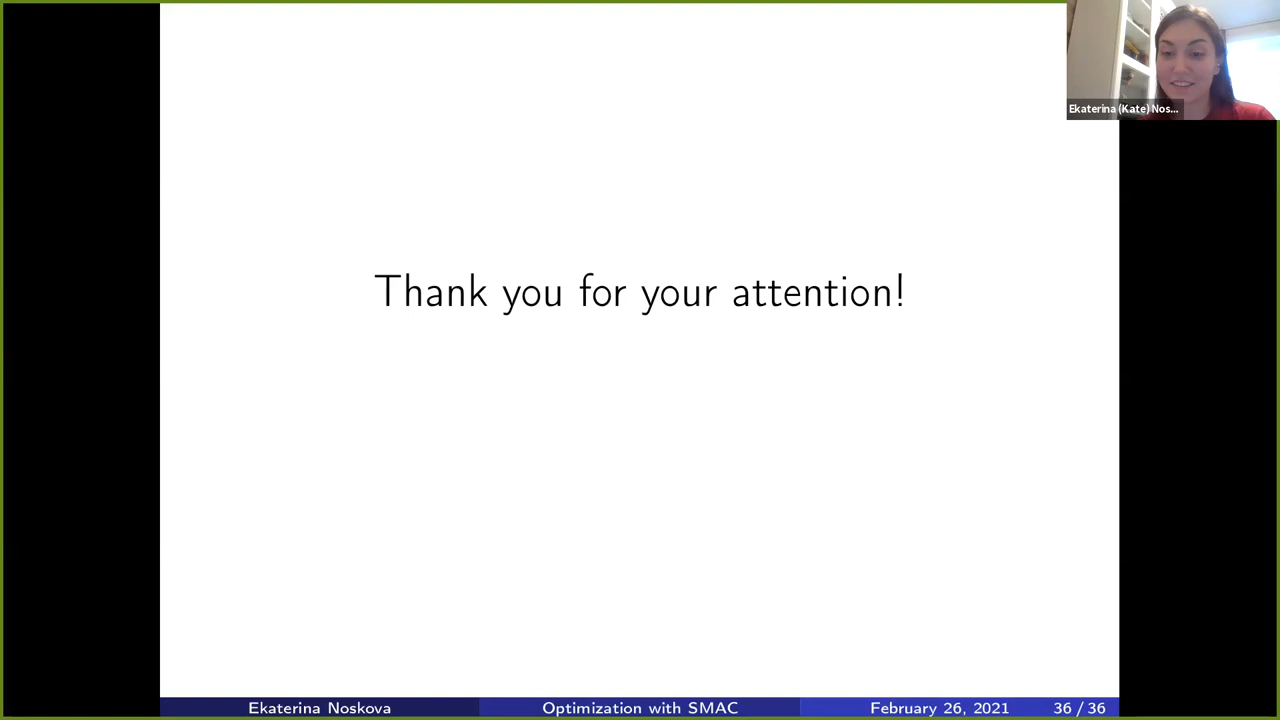 Ekaterina (Kate) Nos...
Thank you for your attention!
Ekaterina Noskova
Optimization with SMAC
February 26, 2021
36 / 36